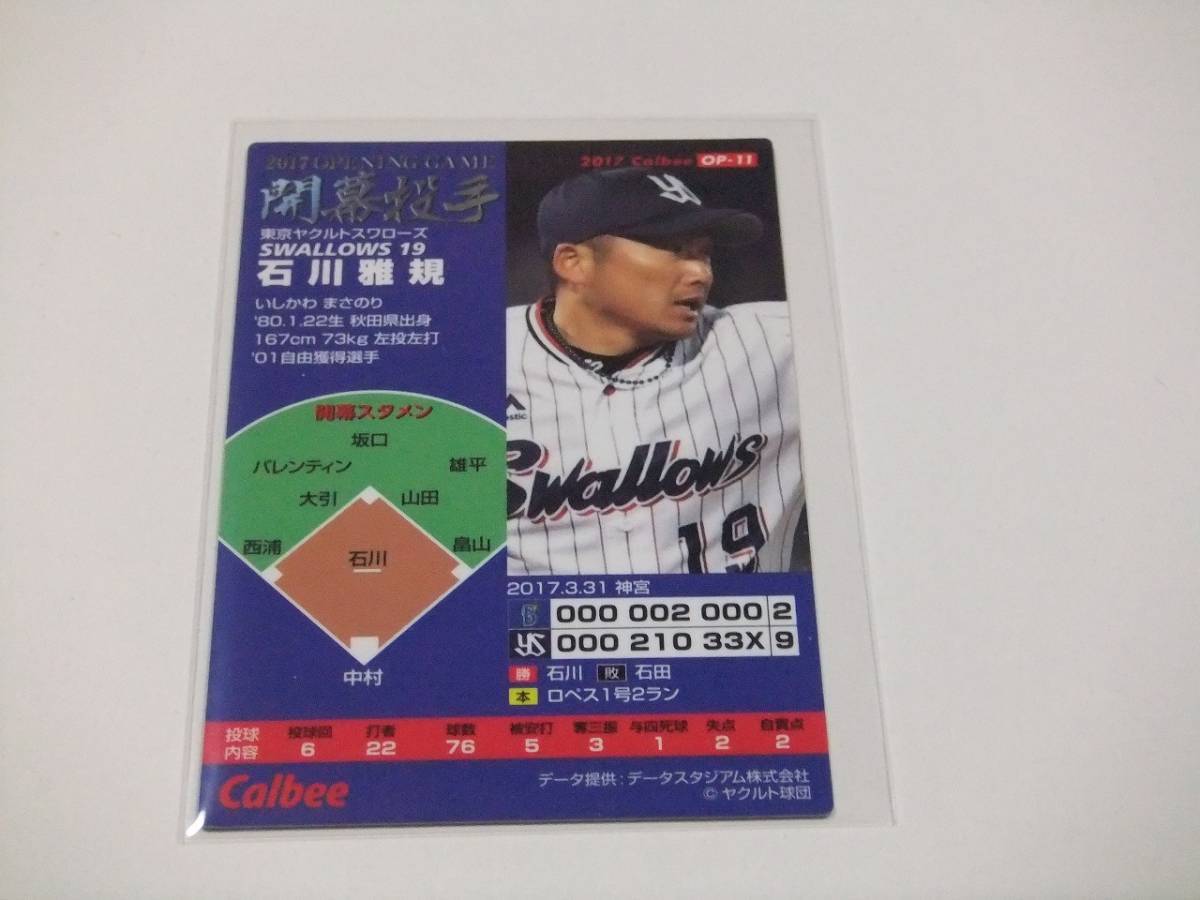 2017 OPENING GAME
開幕投手
東京ヤクルトスワローズ
SWALLOWS 19
石川雅規
いしかわ まさのり
'80.1.22生 秋田県出身
167cm 73kg 左投左打
'01自由獲得選手
2017 Calbee OP-11
YS
Swallows
19
開幕スタメン
坂口
バレンティン 雄平
大引 山田
西浦 石川 畠山
中村
2017.3.31 神宮
000 002 000 2
YS 000 210 33X 9
勝 石川 敗 石田
本 ロペス1号2ラン
投球内容 投球回 打者 球数 被安打 奪三振 与四死球 失点 自責点
6 22 76 5 3 1 2 2
Calbee
データ提供:データスタジアム株式会社
© ヤクルト球団